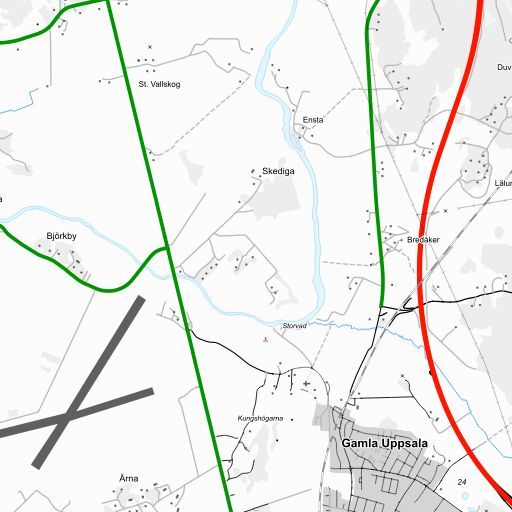 Duv
St. Vallskog
Ensta
Skediga
Lälun
a
Björkby
Bredåker
Storvad
Kungshögarna
Gamla Uppsala
Ärna
24